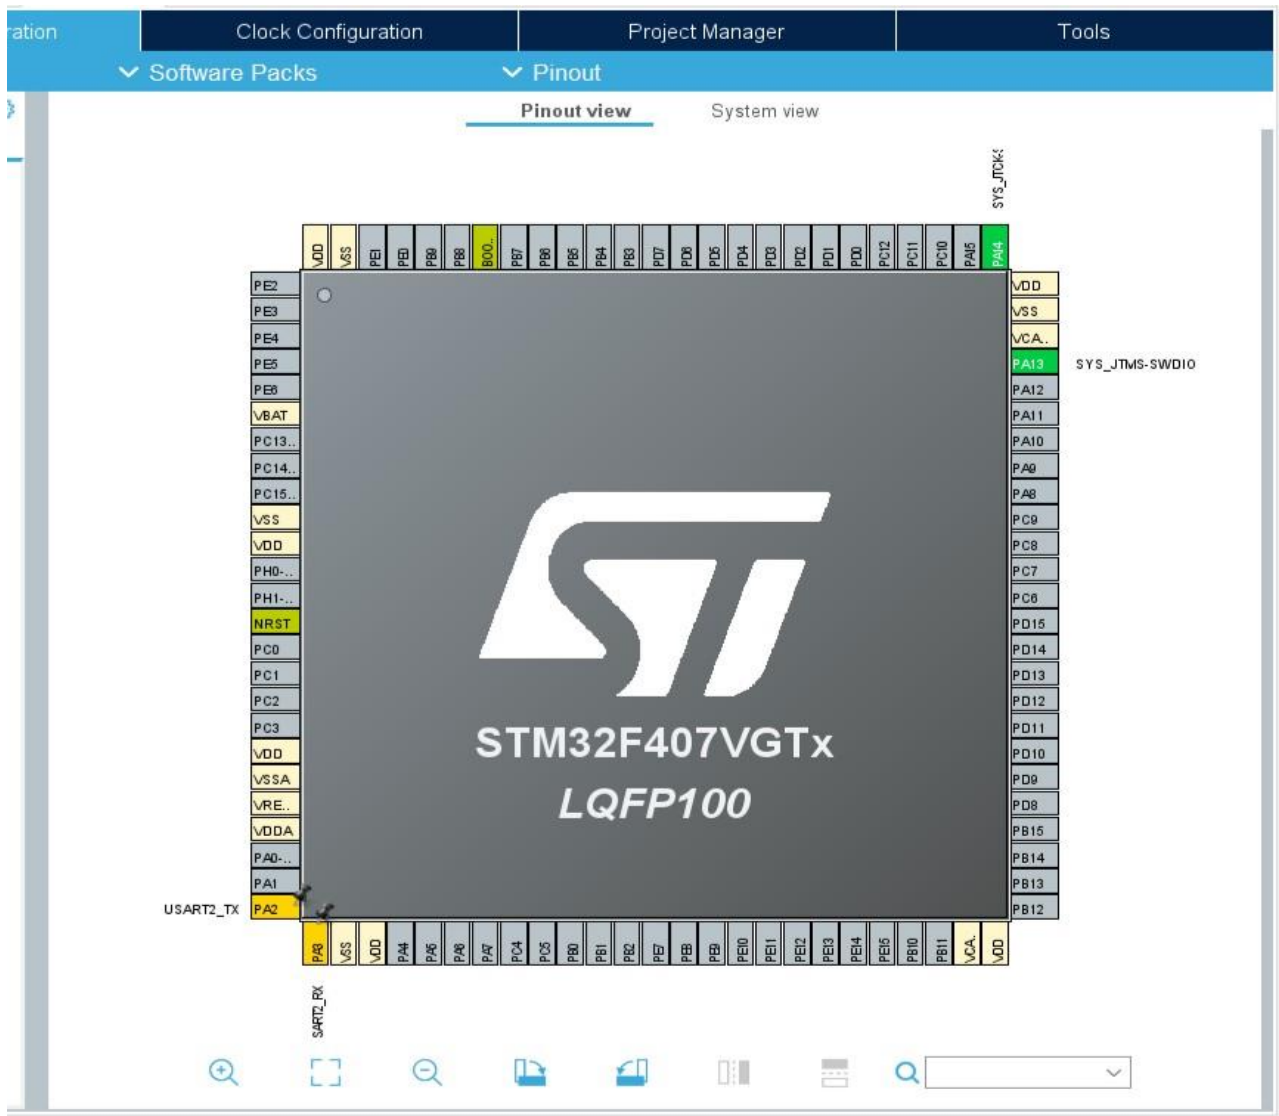 ration Clock Configuration Project Manager Tools
Software Packs Pinout
Pinout view System view
SYS_JTCK-S
VDD VSS PE1 PE0 PB9 PB8 BOO.. PB7 PB6 PB5 PB4 PB3 PD7 PD6 PD5 PD4 PD3 PD2 PD1 PD0 PC12 PC11 PC10 PA15 PA14
PE2 VDD
PE3 VSS
PE4 VCA..
PE5 PA13 SYS_JTMS-SWDIO
PE6 PA12
VBAT PA11
PC13.. PA10
PC14.. PA9
PC15.. PA8
VSS PC9
VDD PC8
PH0-.. PC7
PH1-.. PC6
NRST PD15
PC0 PD14
PC1 PD13
PC2 PD12
PC3 PD11
VDD PD10
VSSA PD9
VRE.. PD8
VDDA PB15
PA0-.. PB14
PA1 PB13
USART2_TX PA2 PB12
ST
STM32F407VGTx
LQFP100
PA3 VSS VDD PA4 PA5 PA6 PA7 PC4 PC5 PB0 PB1 PB2 PE7 PE8 PE9 PE10 PE11 PE12 PE13 PE14 PE15 PB10 PB11 VCA. VDD
SART2_RX